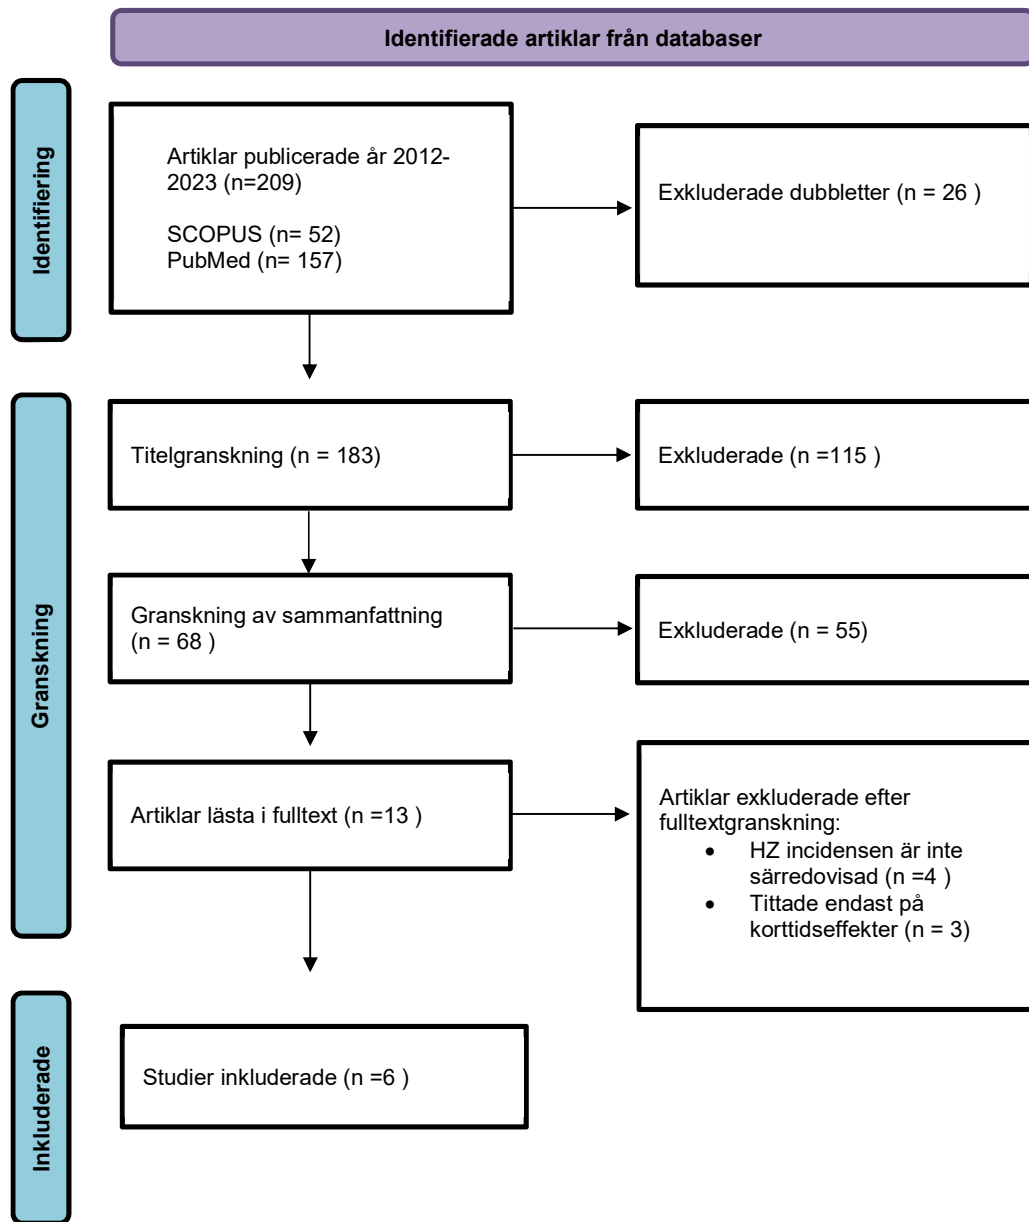 Identifierade artiklar från databaser
Identifiering
Artiklar publicerade år 2012-
2023 (n=209)
SCOPUS (n= 52)
PubMed (n= 157)
Exkluderade dubbletter (n = 26 )
Granskning
Titelgranskning (n = 183)
Exkluderade (n =115 )
Granskning av sammanfattning
(n = 68 )
Exkluderade (n = 55)
Artiklar lästa i fulltext (n =13 )
Artiklar exkluderade efter
fulltextgranskning:
• HZ incidensen är inte
särredovisad (n =4 )
• Tittade endast på
korttidseffekter (n = 3)
Inkluderade
Studier inkluderade (n =6 )